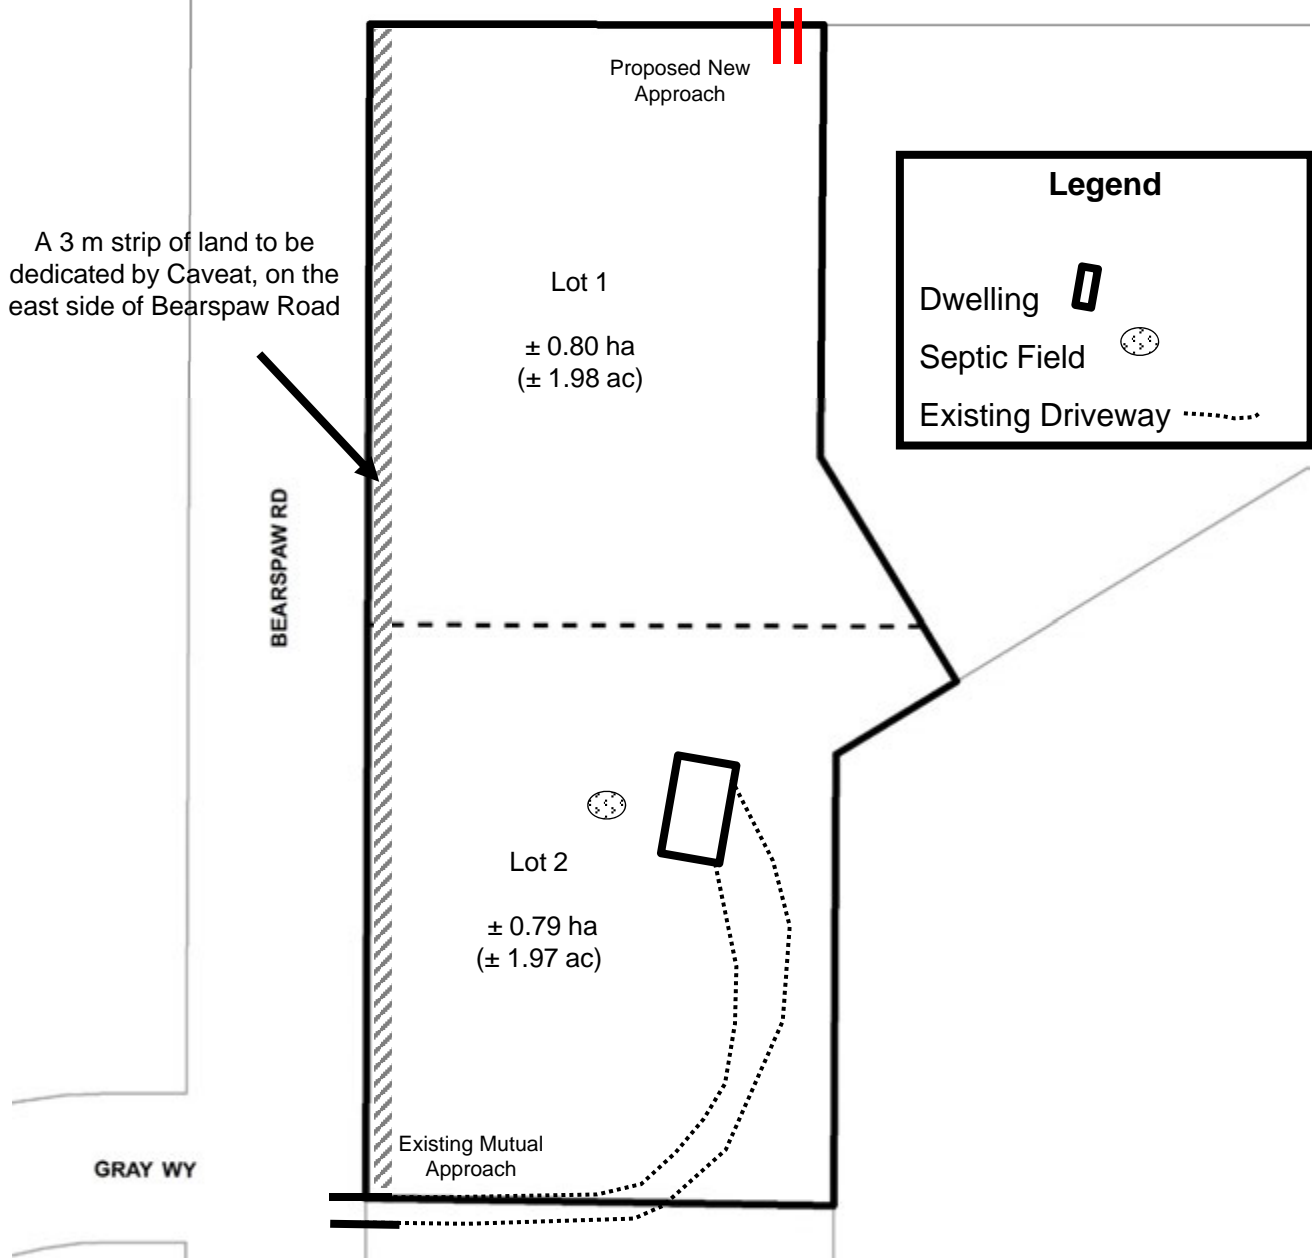 Proposed New
Approach
Legend
A 3 m strip of land to be
dedicated by Caveat, on the
east side of Bearspaw Road
Lot 1
± 0.80 ha
(± 1.98 ac)
Dwelling
Septic Field
Existing Driveway
BEARSPAW RD
Lot 2
± 0.79 ha
(± 1.97 ac)
Existing Mutual
Approach
GRAY WY